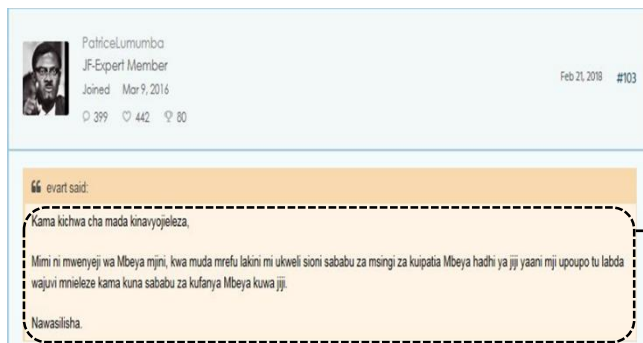 PatriceLumumba
JF-Expert Member
Joined Mar 9, 2016
399 442 80
Feb 21, 2018 #103
evart said:
Kama kichwa cha mada kinavyojieleza,
Mimi ni mwenyeji wa Mbeya mjini, kwa muda mrefu lakini mi ukweli sioni sababu za msingi za kuipatia Mbeya hadhi ya jiji yaani mji upoupo tu labda
wajuvi mnieleze kama kuna sababu za kufanya Mbeya kuwa jiji.
Nawasilisha.